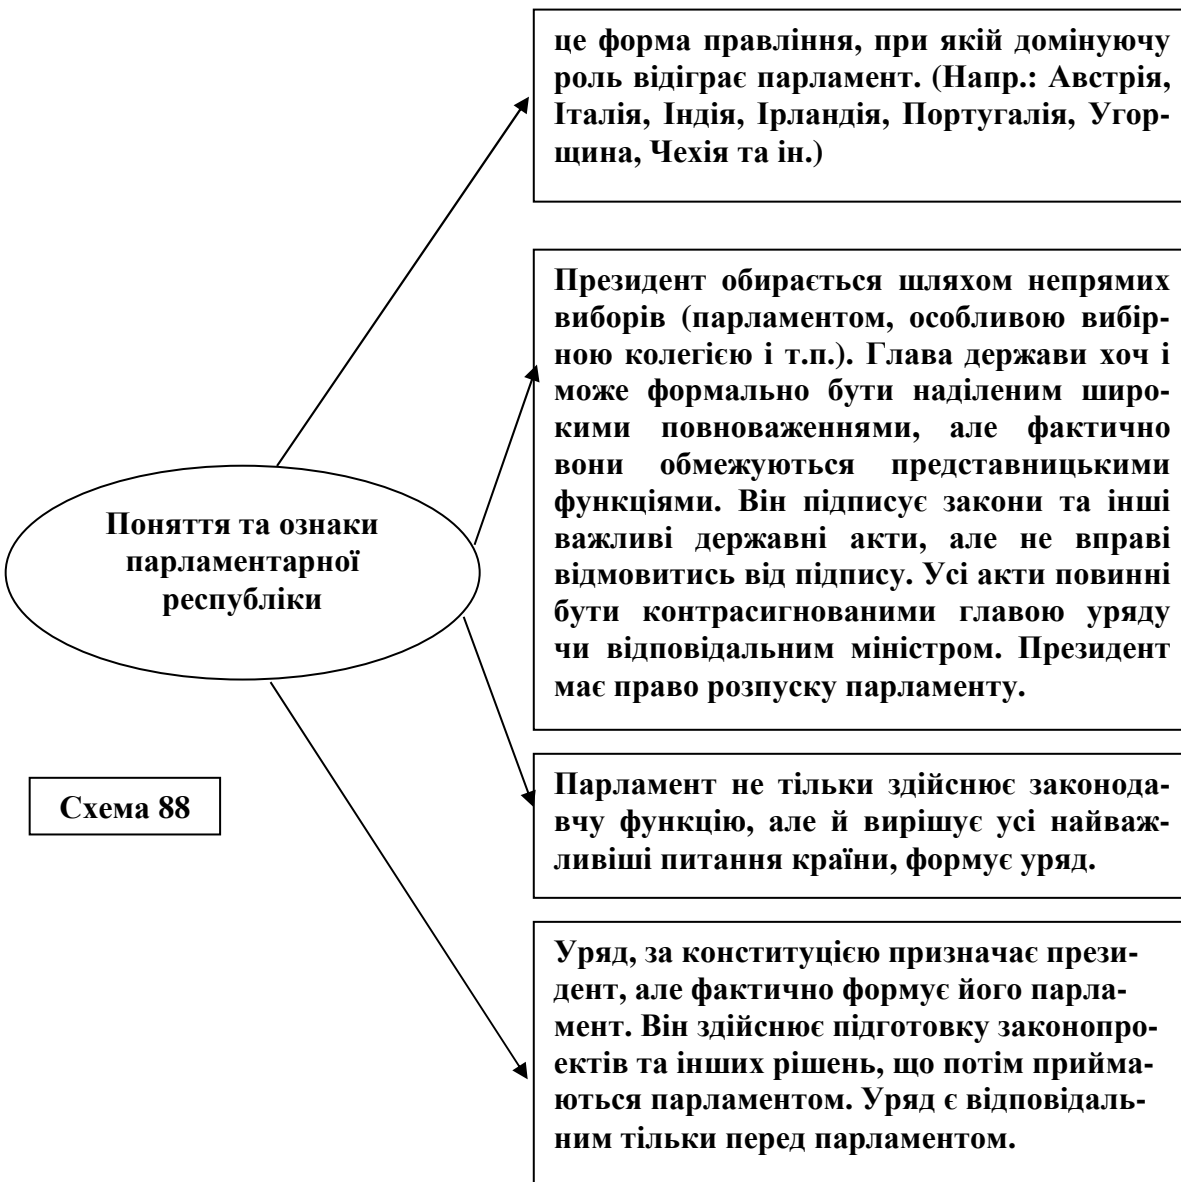 це форма правління, при якій домінуючу
роль відіграє парламент. (Напр.: Австрія,
Італія, Індія, Ірландія, Португалія, Угор-
щина, Чехія та ін.)
Президент обирається шляхом непрямих
виборів (парламентом, особливою вибір-
ною колегією і т.п.). Глава держави хоч і
може формально бути наділеним широ-
кими повноваженнями, але фактично
вони обмежуються представницькими
функціями. Він підписує закони та інші
важливі державні акти, але не вправі
відмовитись від підпису. Усі акти повинні
бути контрасигнованими главою уряду
чи відповідальним міністром. Президент
має право розпуску парламенту.
Поняття та ознаки
парламентарної
республіки
Парламент не тільки здійснює законода-
вчу функцію, але й вирішує усі найваж-
ливіші питання країни, формує уряд.
Схема 88
Уряд, за конституцією призначає прези-
дент, але фактично формує його парла-
мент. Він здійснює підготовку законопро-
ектів та інших рішень, що потім прийма-
ються парламентом. Уряд є відповідаль-
ним тільки перед парламентом.